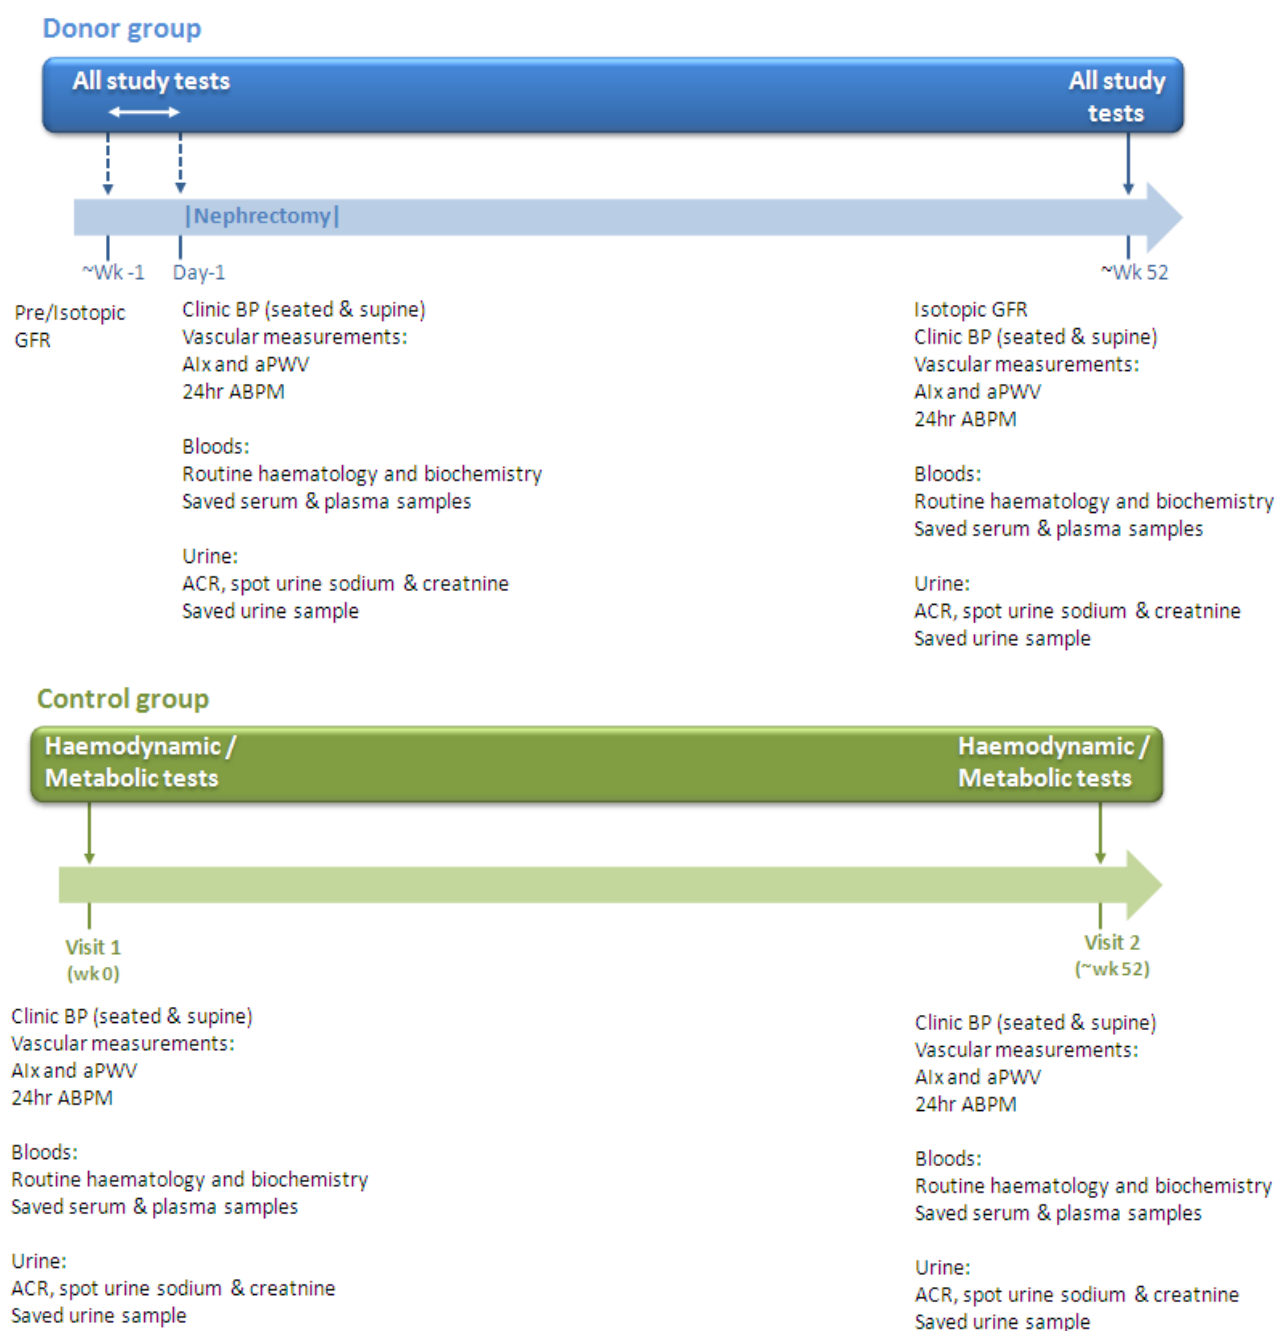 Donor group
All study tests
All study
tests
|Nephrectomy|
~Wk -1
Day-1
~Wk 52
Pre/Isotopic
GFR
Clinic BP (seated & supine)
Vascular measurements:
AIx and aPWV
24hr ABPM
Bloods:
Routine haematology and biochemistry
Saved serum & plasma samples
Urine:
ACR, spot urine sodium & creatnine
Saved urine sample
Isotopic GFR
Clinic BP (seated & supine)
Vascular measurements:
AIx and aPWV
24hr ABPM
Bloods:
Routine haematology and biochemistry
Saved serum & plasma samples
Urine:
ACR, spot urine sodium & creatnine
Saved urine sample
Control group
Haemodynamic /
Metabolic tests
Haemodynamic /
Metabolic tests
Visit 1
(wk 0)
Visit 2
(~wk 52)
Clinic BP (seated & supine)
Vascular measurements:
AIx and aPWV
24hr ABPM
Bloods:
Routine haematology and biochemistry
Saved serum & plasma samples
Urine:
ACR, spot urine sodium & creatnine
Saved urine sample
Clinic BP (seated & supine)
Vascular measurements:
AIx and aPWV
24hr ABPM
Bloods:
Routine haematology and biochemistry
Saved serum & plasma samples
Urine:
ACR, spot urine sodium & creatnine
Saved urine sample